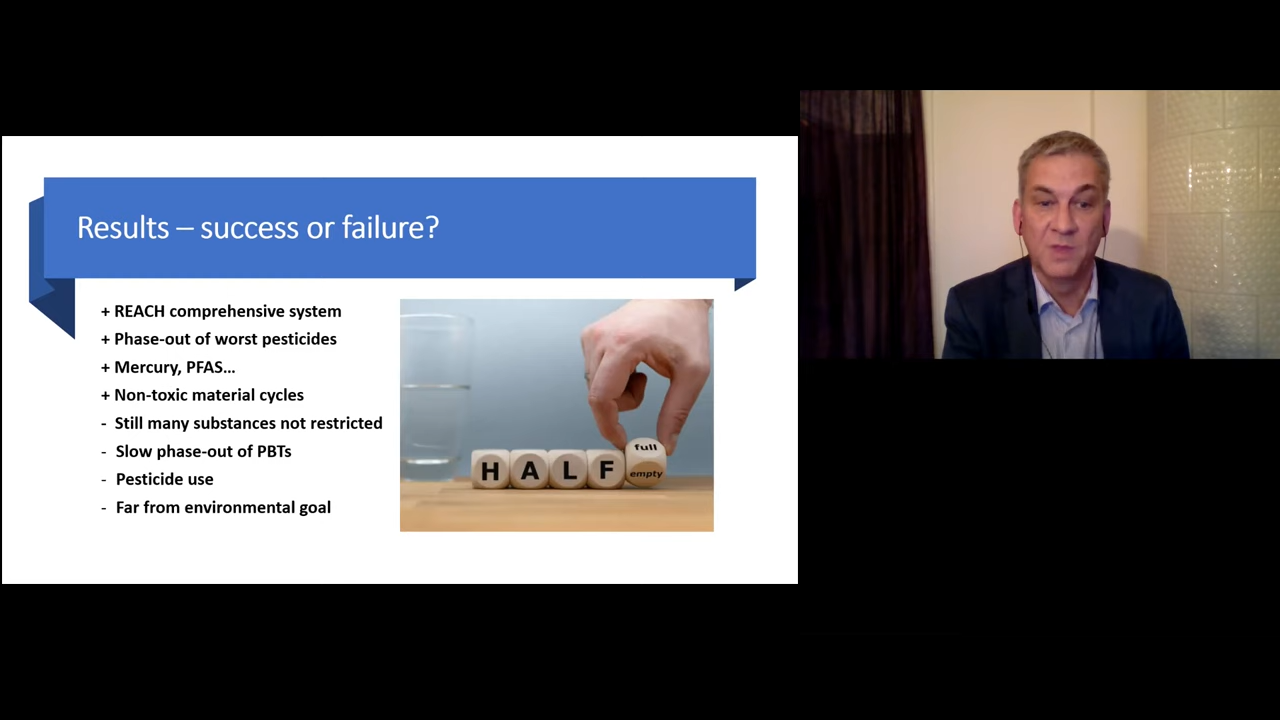 Results – success or failure?
+ REACH comprehensive system
+ Phase-out of worst pesticides
+ Mercury, PFAS…
+ Non-toxic material cycles
- Still many substances not restricted
- Slow phase-out of PBTs
- Pesticide use
- Far from environmental goal
full
HALF
empty